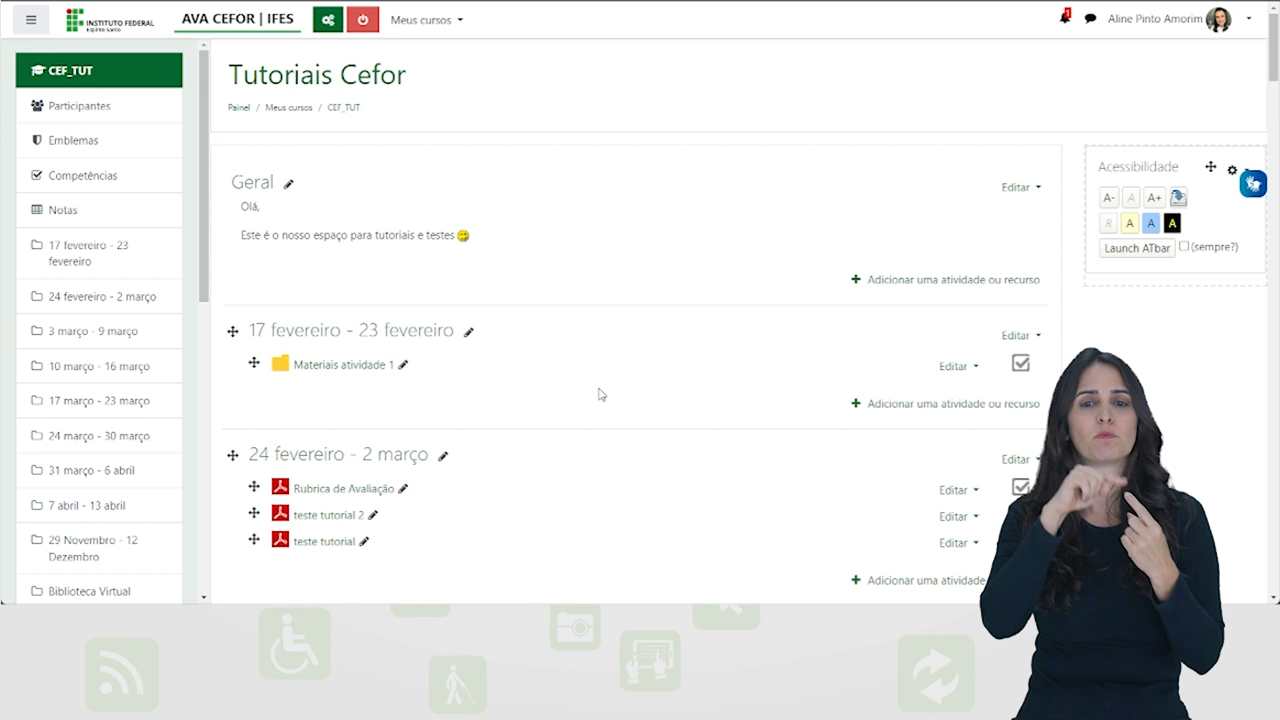 INSTITUTO FEDERAL
Espírito Santo
AVA CEFOR | IFES
Meus cursos
1
Aline Pinto Amorim
CEF_TUT
Participantes
Emblemas
Competências
Notas
17 fevereiro - 23
fevereiro
24 fevereiro - 2 março
3 março - 9 março
10 março - 16 março
17 março - 23 março
24 março - 30 março
31 março - 6 abril
7 abril - 13 abril
29 Novembro - 12
Dezembro
Biblioteca Virtual
Tutoriais Cefor
Painel / Meus cursos / CEF_TUT
Geral
Editar
Olá,
Este é o nosso espaço para tutoriais e testes
Adicionar uma atividade ou recurso
17 fevereiro - 23 fevereiro
Editar
Materiais atividade 1
Editar
Adicionar uma atividade ou recurso
24 fevereiro - 2 março
Editar
Rubrica de Avaliação
Editar
teste tutorial 2
Editar
teste tutorial
Editar
Adicionar uma atividade
Acessibilidade
A- A A+
R A A A
Launch ATbar (sempre?)